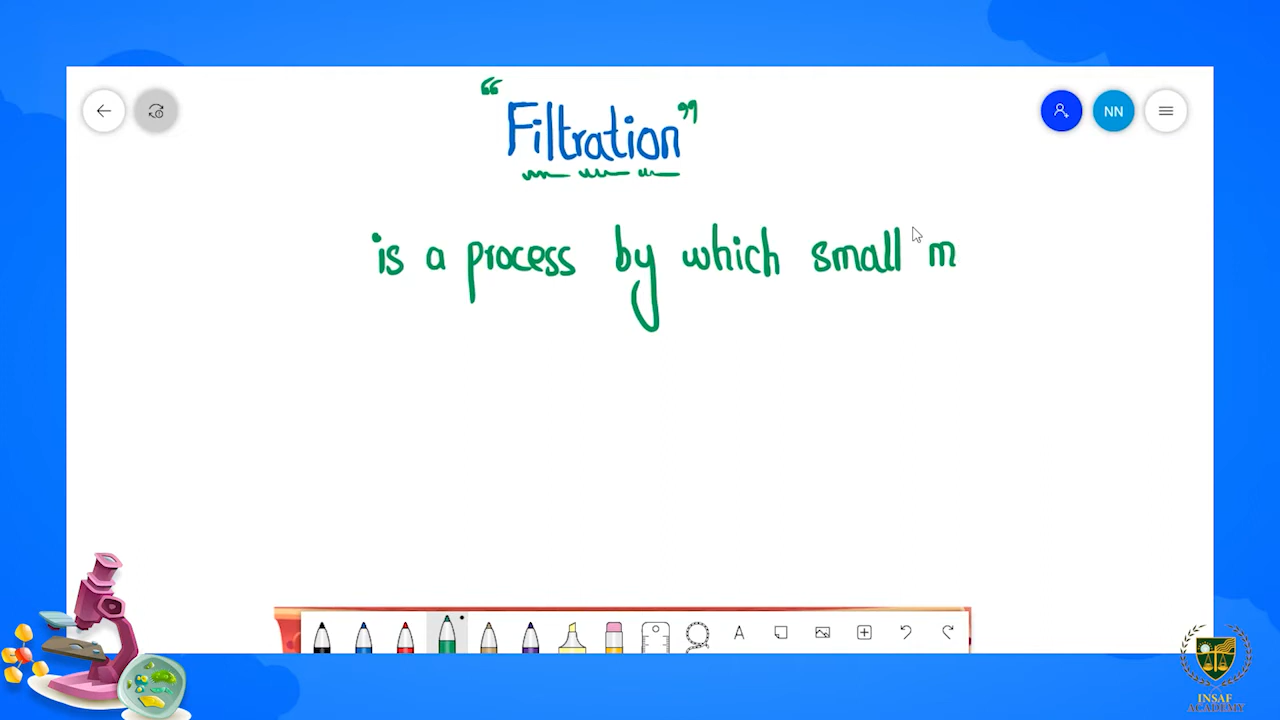 “Filtration”
NN
is a process by which small m
A
INSAF
ACADEMY